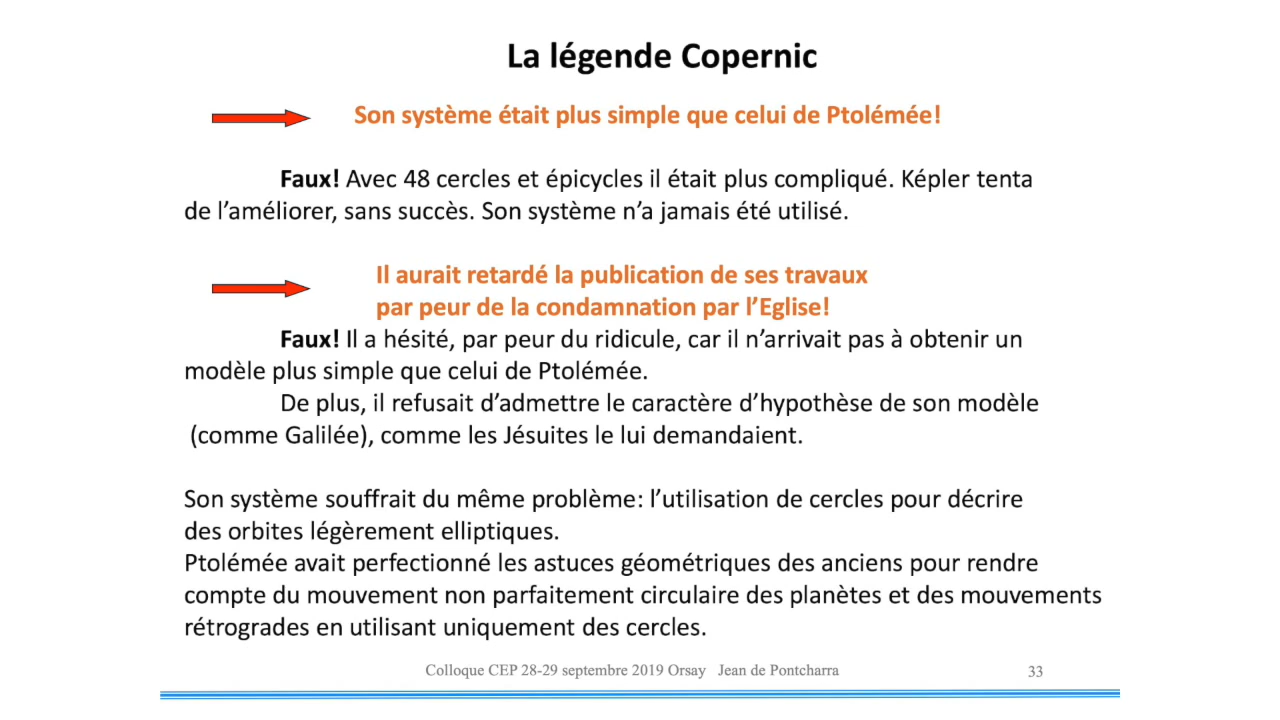 La légende Copernic
Son système était plus simple que celui de Ptolémée!
Faux! Avec 48 cercles et épicycles il était plus compliqué. Képler tenta
de l’améliorer, sans succès. Son système n’a jamais été utilisé.
Il aurait retardé la publication de ses travaux
par peur de la condamnation par l’Eglise!
Faux! Il a hésité, par peur du ridicule, car il n’arrivait pas à obtenir un
modèle plus simple que celui de Ptolémée.
De plus, il refusait d’admettre le caractère d’hypothèse de son modèle
(comme Galilée), comme les Jésuites le lui demandaient.
Son système souffrait du même problème: l’utilisation de cercles pour décrire
des orbites légèrement elliptiques.
Ptolémée avait perfectionné les astuces géométriques des anciens pour rendre
compte du mouvement non parfaitement circulaire des planètes et des mouvements
rétrogrades en utilisant uniquement des cercles.
Colloque CEP 28-29 septembre 2019 Orsay Jean de Pontcharra
33